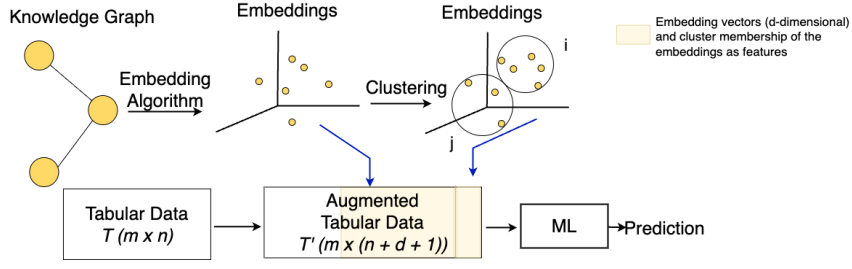 Knowledge Graph
Embedding
Algorithm
Embeddings
Clustering
Embeddings
i
j
Embedding vectors (d-dimensional)
and cluster membership of the
embeddings as features
Tabular Data
T (m x n)
Augmented
Tabular Data
T' (m x (n + d + 1))
ML
Prediction